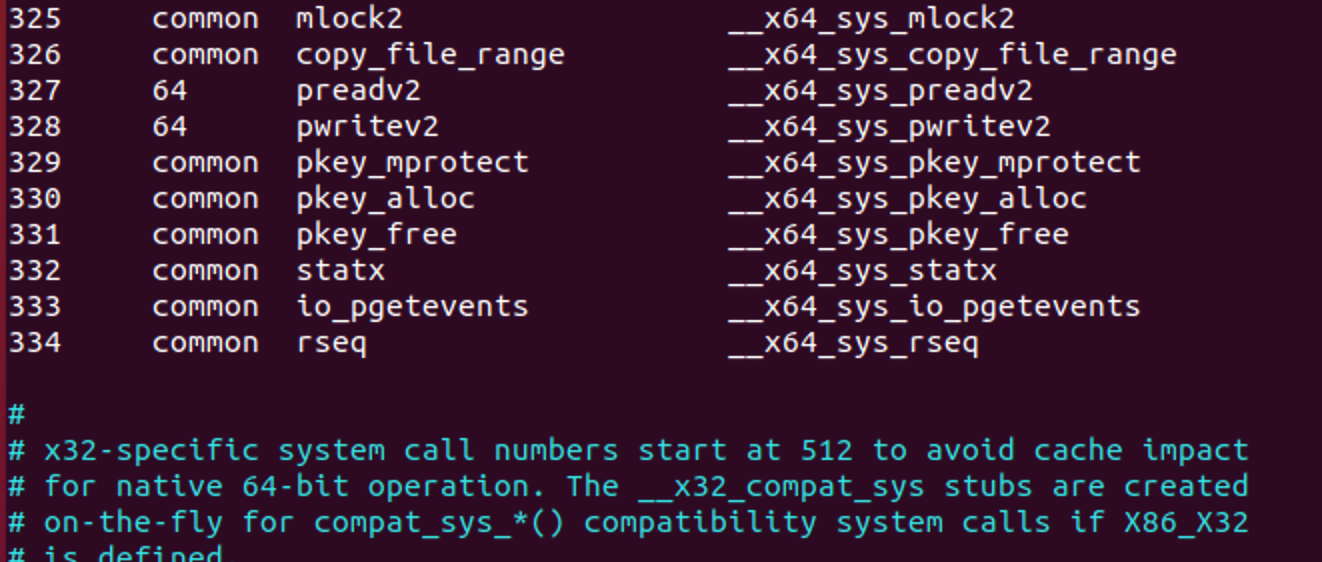 325 common mlock2 __x64_sys_mlock2
326 common copy_file_range __x64_sys_copy_file_range
327 64 preadv2 __x64_sys_preadv2
328 64 pwritev2 __x64_sys_pwritev2
329 common pkey_mprotect __x64_sys_pkey_mprotect
330 common pkey_alloc __x64_sys_pkey_alloc
331 common pkey_free __x64_sys_pkey_free
332 common statx __x64_sys_statx
333 common io_pgetevents __x64_sys_io_pgetevents
334 common rseq __x64_sys_rseq
#
# x32-specific system call numbers start at 512 to avoid cache impact
# for native 64-bit operation. The __x32_compat_sys stubs are created
# on-the-fly for compat_sys_*() compatibility system calls if X86_X32
# is defined